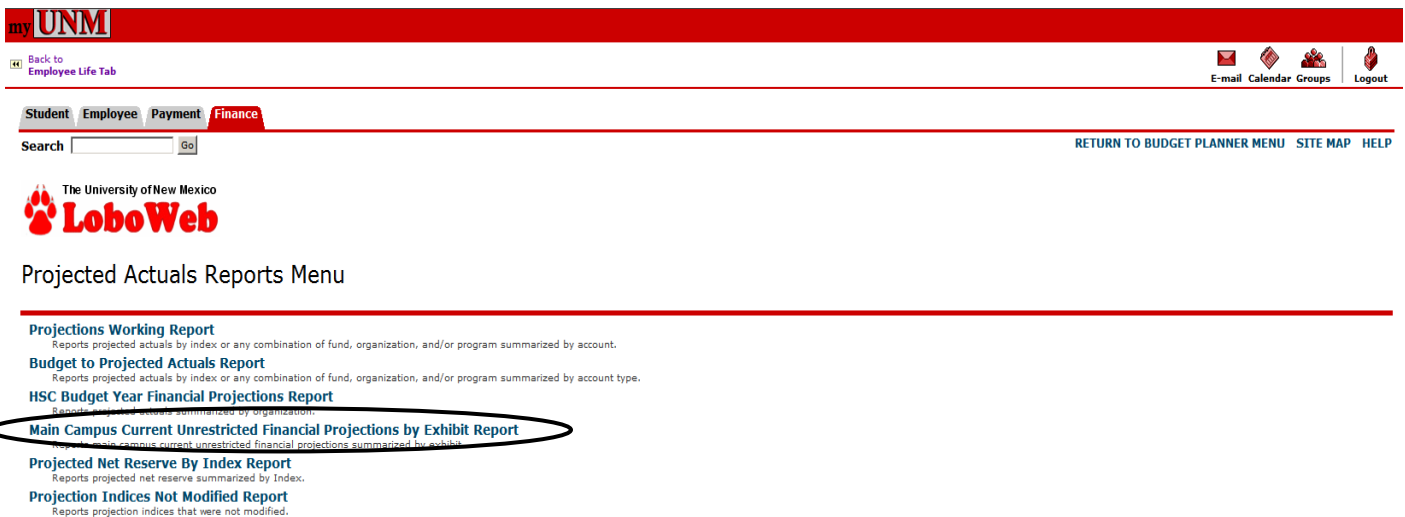 my UNM
Back to
Employee Life Tab
E-mail Calendar Groups Logout
Student Employee Payment Finance
Search Go RETURN TO BUDGET PLANNER MENU SITE MAP HELP
The University of New Mexico
LoboWeb
Projected Actuals Reports Menu
Projections Working Report
Reports projected actuals by index or any combination of fund, organization, and/or program summarized by account.
Budget to Projected Actuals Report
Reports projected actuals by index or any combination of fund, organization, and/or program summarized by account type.
HSC Budget Year Financial Projections Report
Reports projected actuals summarized by organization.
Main Campus Current Unrestricted Financial Projections by Exhibit Report
Reports main campus current unrestricted financial projections summarized by exhibit.
Projected Net Reserve By Index Report
Reports projected net reserve summarized by Index.
Projection Indices Not Modified Report
Reports projection indices that were not modified.